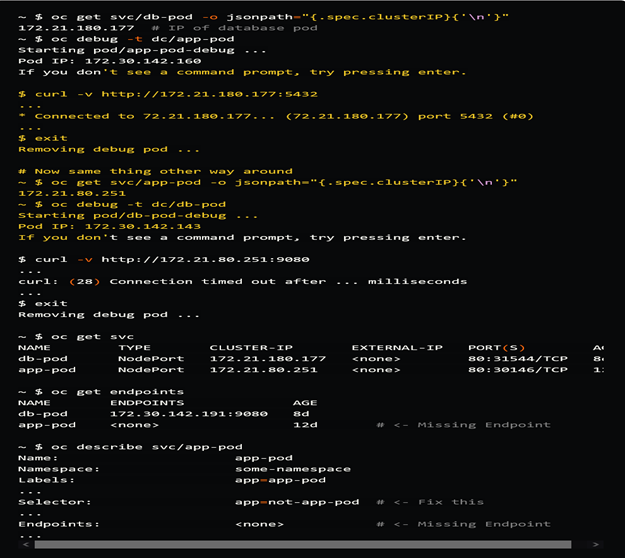 ~ $ oc get svc/db-pod -o jsonpath="{.spec.clusterIP}{'\n'}"
172.21.180.177  # IP of database pod
~ $ oc debug -t dc/app-pod
Starting pod/app-pod-debug ...
Pod IP: 172.30.142.160
If you don't see a command prompt, try pressing enter.
$ curl -v http://172.21.180.177:5432
...
* Connected to 72.21.180.177... (72.21.180.177) port 5432 (#0)
...
$ exit
Removing debug pod ...
# Now same thing other way around
~ $ oc get svc/app-pod -o jsonpath="{.spec.clusterIP}{'\n'}"
172.21.80.251
~ $ oc debug -t dc/db-pod
Starting pod/db-pod-debug ...
Pod IP: 172.30.142.143
If you don't see a command prompt, try pressing enter.
$ curl -v http://172.21.80.251:9080
...
curl: (28) Connection timed out after ... milliseconds
...
$ exit
Removing debug pod ...
~ $ oc get svc
NAME TYPE CLUSTER-IP EXTERNAL-IP PORT(S) AG
db-pod NodePort 172.21.180.177 <none> 80:31544/TCP 8d
app-pod NodePort 172.21.80.251 <none> 80:30146/TCP 12
~ $ oc get endpoints
NAME ENDPOINTS AGE
db-pod 172.30.142.191:9080 8d
app-pod <none> 12d # <- Missing Endpoint
~ $ oc describe svc/app-pod
Name: app-pod
Namespace: some-namespace
Labels: app=app-pod
...
Selector: app=not-app-pod # <- Fix this
...
Endpoints: <none> # <- Missing Endpoint
...